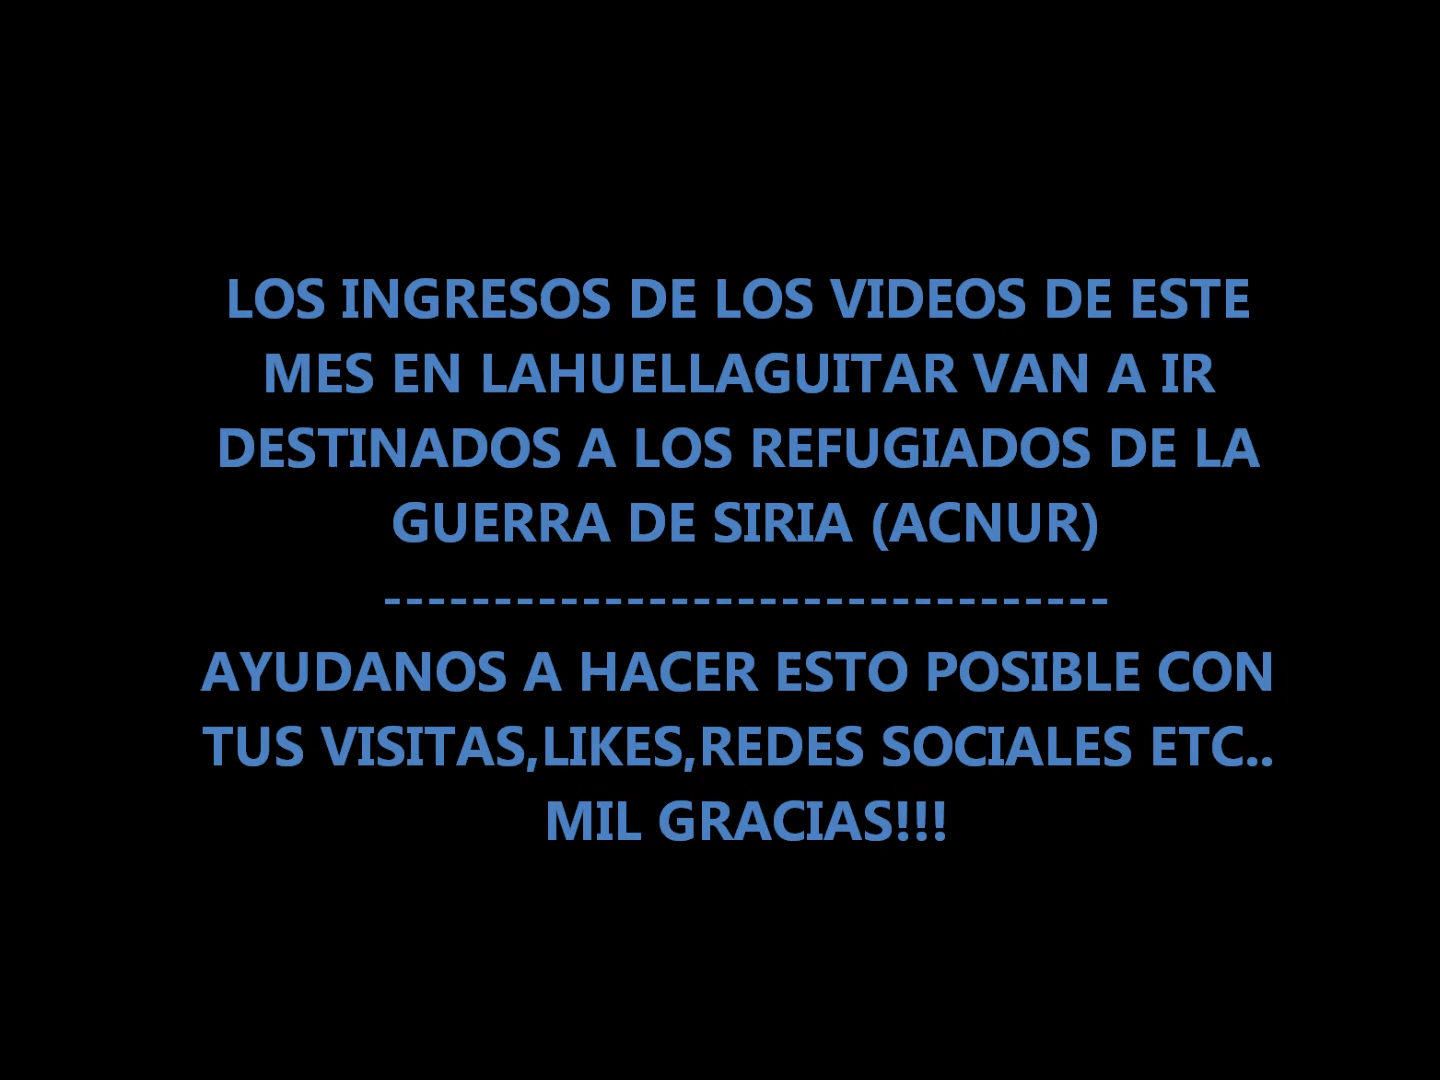 LOS INGRESOS DE LOS VIDEOS DE ESTE
MES EN LAHUELLAGUITAR VAN A IR
DESTINADOS A LOS REFUGIADOS DE LA
GUERRA DE SIRIA (ACNUR)
----------------------------------
AYUDANOS A HACER ESTO POSIBLE CON
TUS VISITAS,LIKES,REDES SOCIALES ETC..
MIL GRACIAS!!!